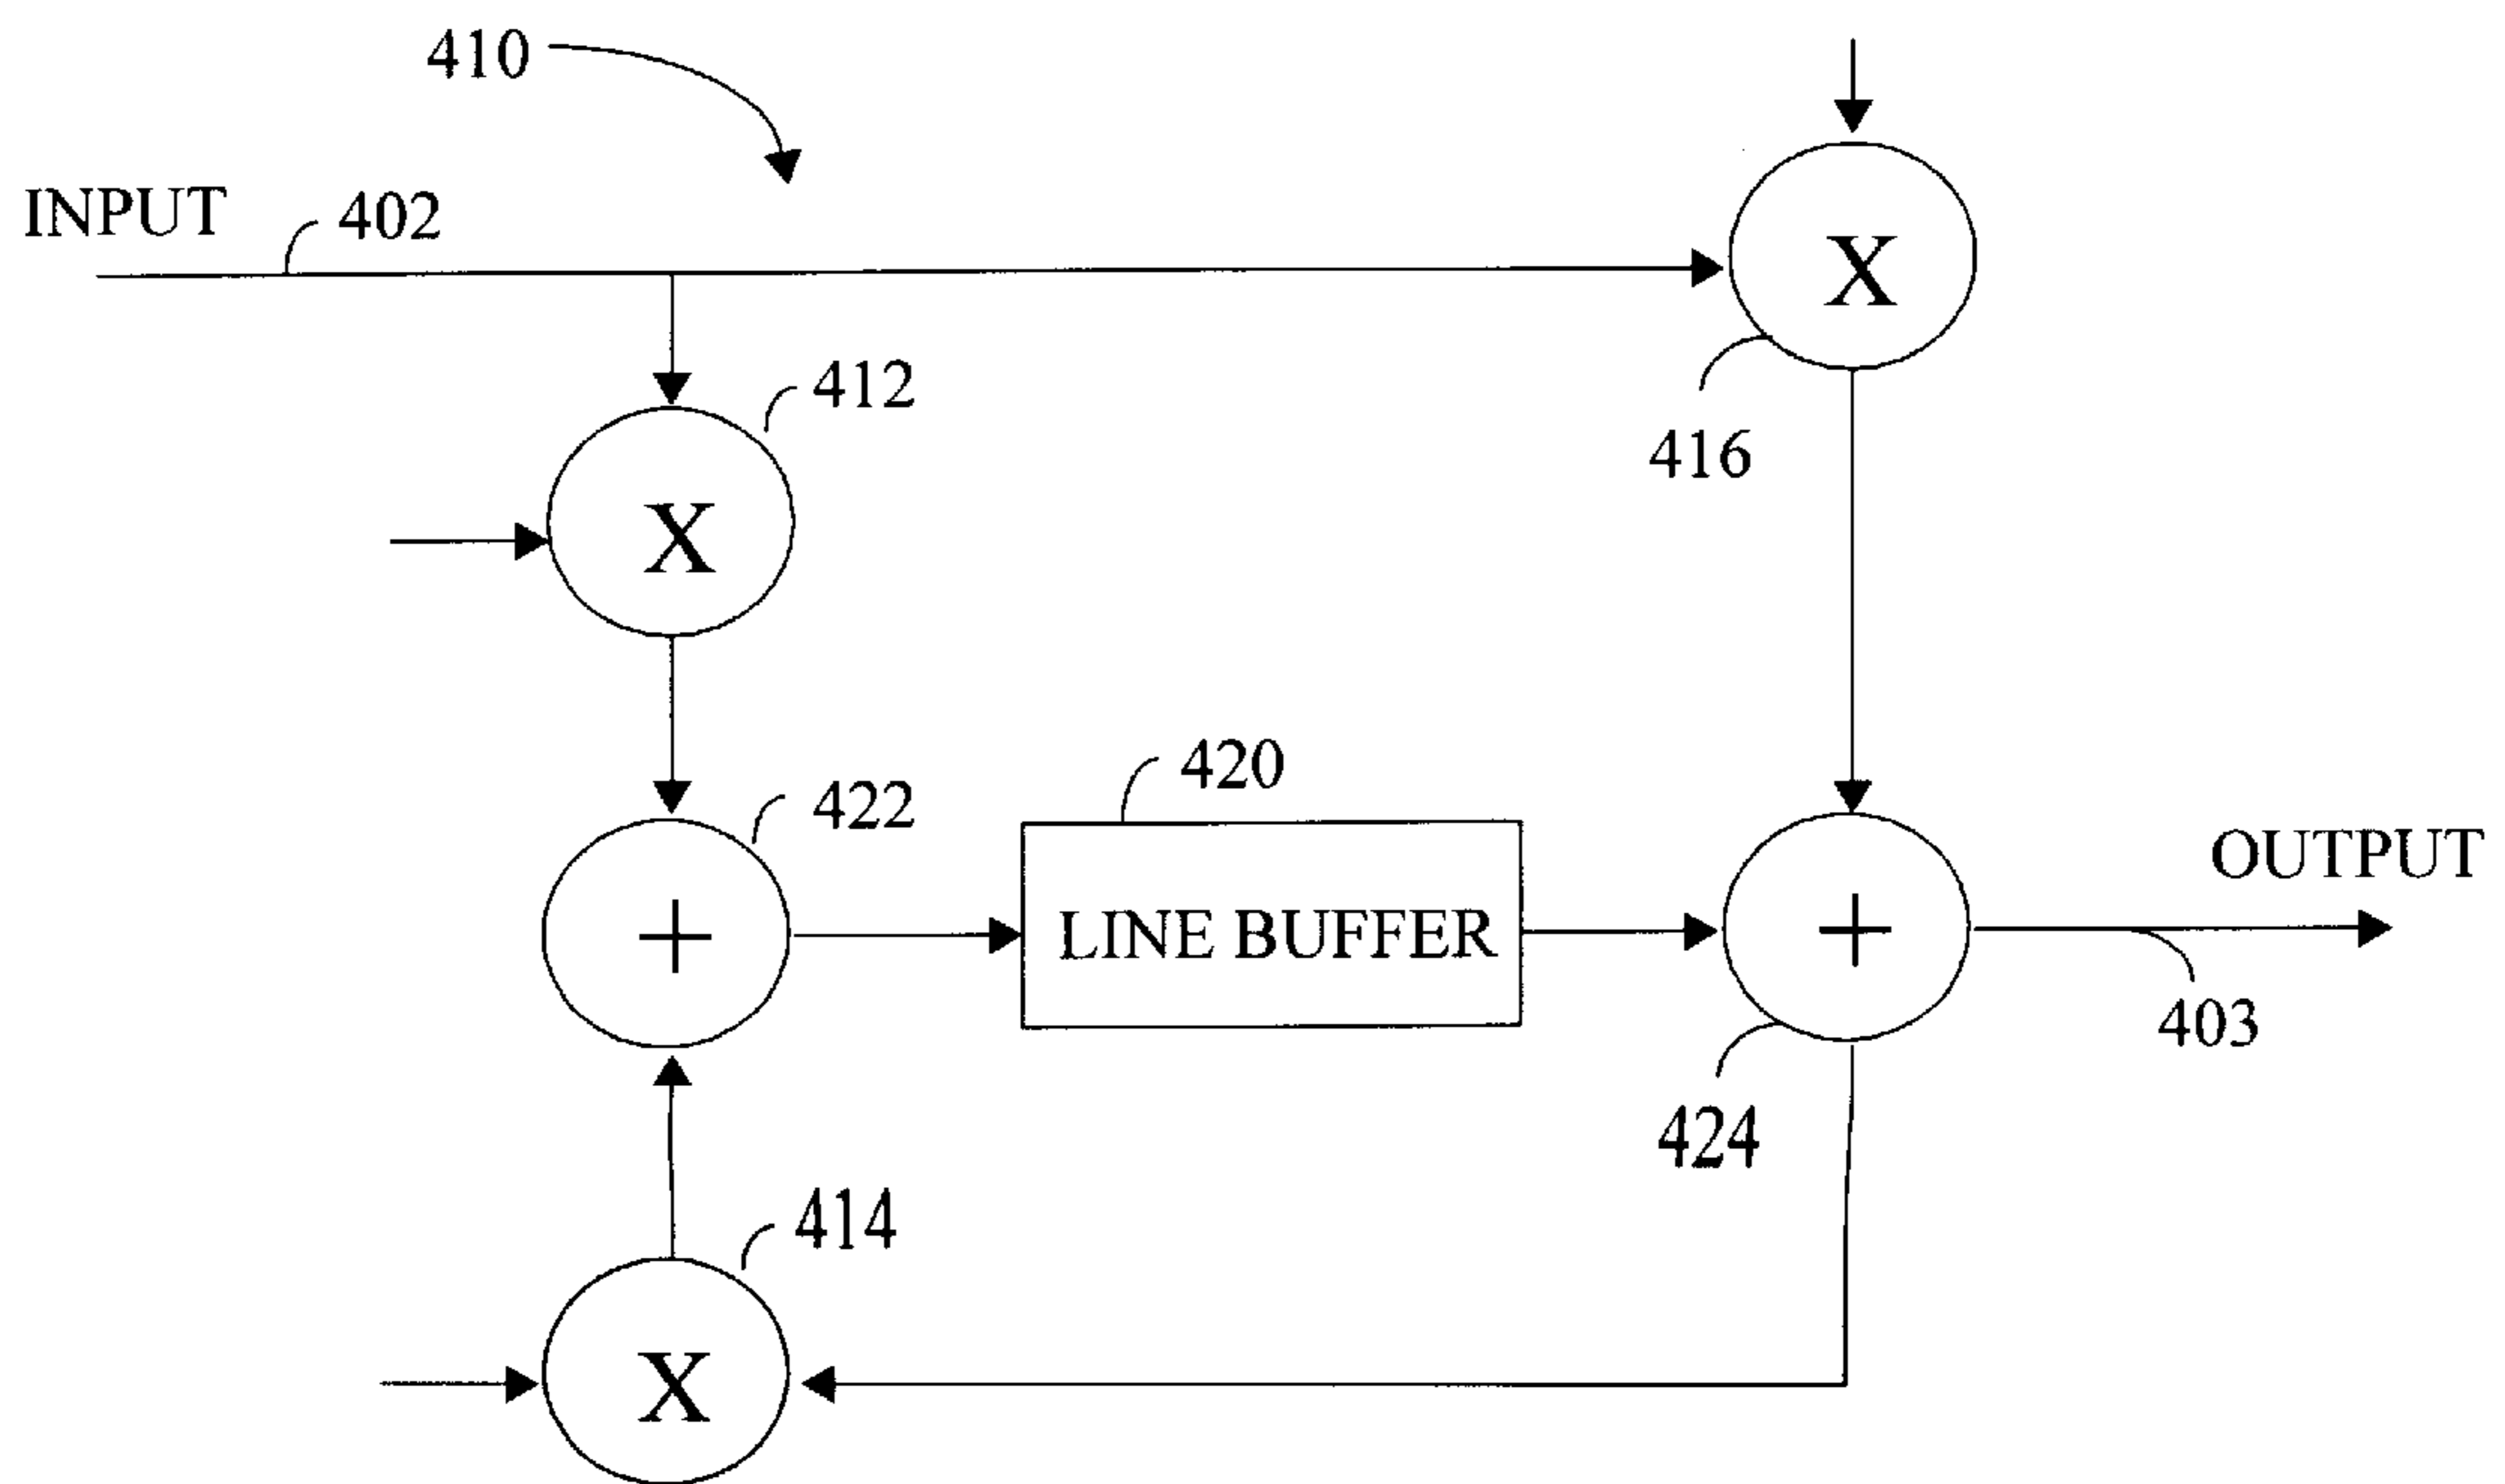 410
INPUT
402
X
412
416
X
422
420
+
LINE BUFFER
+
OUTPUT
403
424
414
X